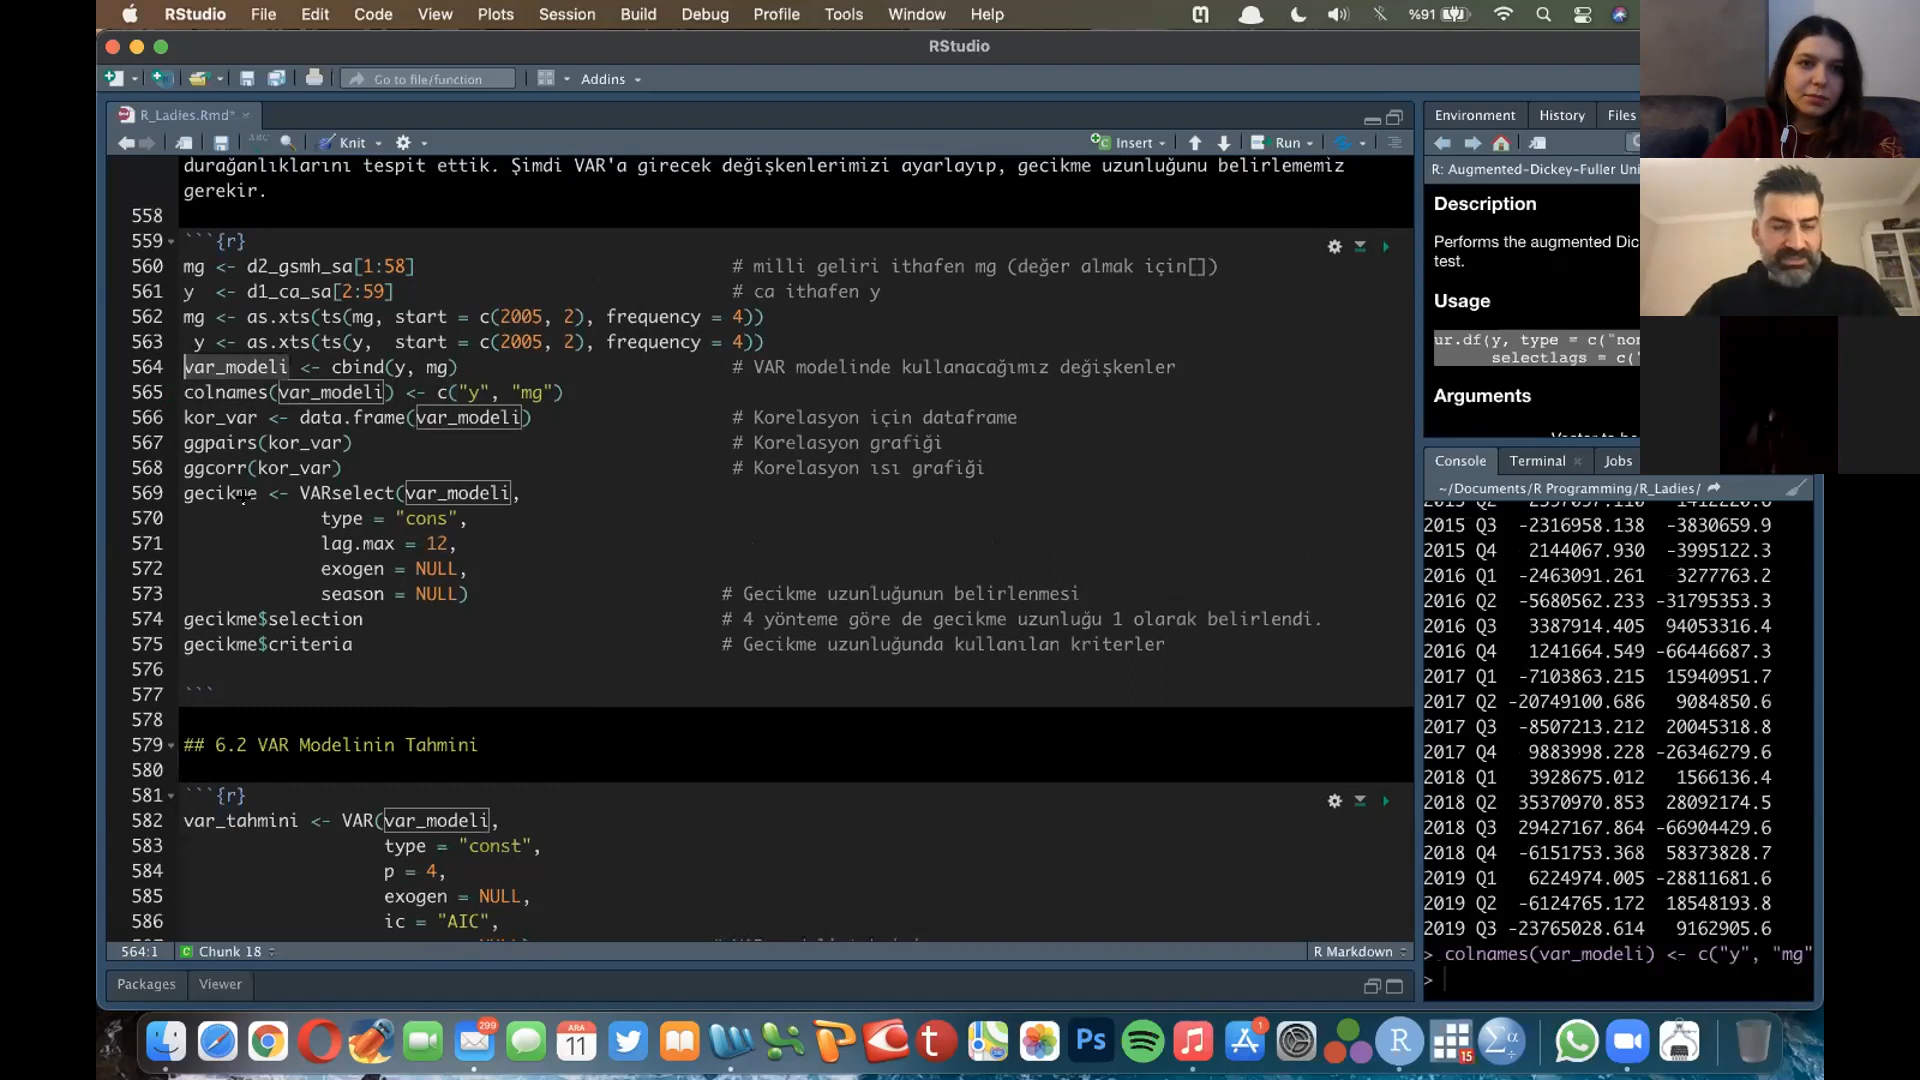 RStudio File Edit Code View Plots Session Build Debug Profile Tools Window Help %91
RStudio
Go to file/function Addins
R_Ladies.Rmd*
Knit Insert Run
durağanlıklarını tespit ettik. Şimdi VAR'a girecek değişkenlerimizi ayarlayıp, gecikme uzunluğunu belirlememiz
gerekir.
558
559 ```{r}
560 mg <- d2_gsmh_sa[1:58] # milli geliri ithafen mg (değer almak için[])
561 y <- d1_ca_sa[2:59] # ca ithafen y
562 mg <- as.xts(ts(mg, start = c(2005, 2), frequency = 4))
563 y <- as.xts(ts(y, start = c(2005, 2), frequency = 4))
564 var_modeli <- cbind(y, mg) # VAR modelinde kullanacağımız değişkenler
565 colnames(var_modeli) <- c("y", "mg")
566 kor_var <- data.frame(var_modeli) # Korelasyon için dataframe
567 ggpairs(kor_var) # Korelasyon grafiği
568 ggcorr(kor_var) # Korelasyon ısı grafiği
569 gecikme <- VARselect(var_modeli,
570 type = "cons",
571 lag.max = 12,
572 exogen = NULL,
573 season = NULL) # Gecikme uzunluğunun belirlenmesi
574 gecikme$selection # 4 yönteme göre de gecikme uzunluğu 1 olarak belirlendi.
575 gecikme$criteria # Gecikme uzunluğunda kullanılan kriterler
576
577 ```
578
579 ## 6.2 VAR Modelinin Tahmini
580
581 ```{r}
582 var_tahmini <- VAR(var_modeli,
583 type = "const",
584 p = 4,
585 exogen = NULL,
586 ic = "AIC",
564:1 Chunk 18 R Markdown
Packages Viewer
Environment History Files
R: Augmented-Dickey-Fuller Uni
Description
Performs the augmented Dic
test.
Usage
ur.df(y, type = c("nor
selectlags = c("
Arguments
Console Terminal Jobs
~/Documents/R Programming/R_Ladies/
2015 Q3 -2316958.138 -3830659.9
2015 Q4 2144067.930 -3995122.3
2016 Q1 -2463091.261 3277763.2
2016 Q2 -5680562.233 -31795353.3
2016 Q3 3387914.405 94053316.4
2016 Q4 1241664.549 -66446687.3
2017 Q1 -7103863.215 15940951.7
2017 Q2 -20749100.686 9084850.6
2017 Q3 -8507213.212 20045318.8
2017 Q4 9883998.228 -26346279.6
2018 Q1 3928675.012 1566136.4
2018 Q2 35370970.853 28092174.5
2018 Q3 29427167.864 -66904429.6
2018 Q4 -6151753.368 58373828.7
2019 Q1 6224974.005 -28811681.6
2019 Q2 -6124765.172 18548193.8
2019 Q3 -23765028.614 9162905.6
> colnames(var_modeli) <- c("y", "mg"
>
299 ARA 11 Ps 1 R 15 Σα